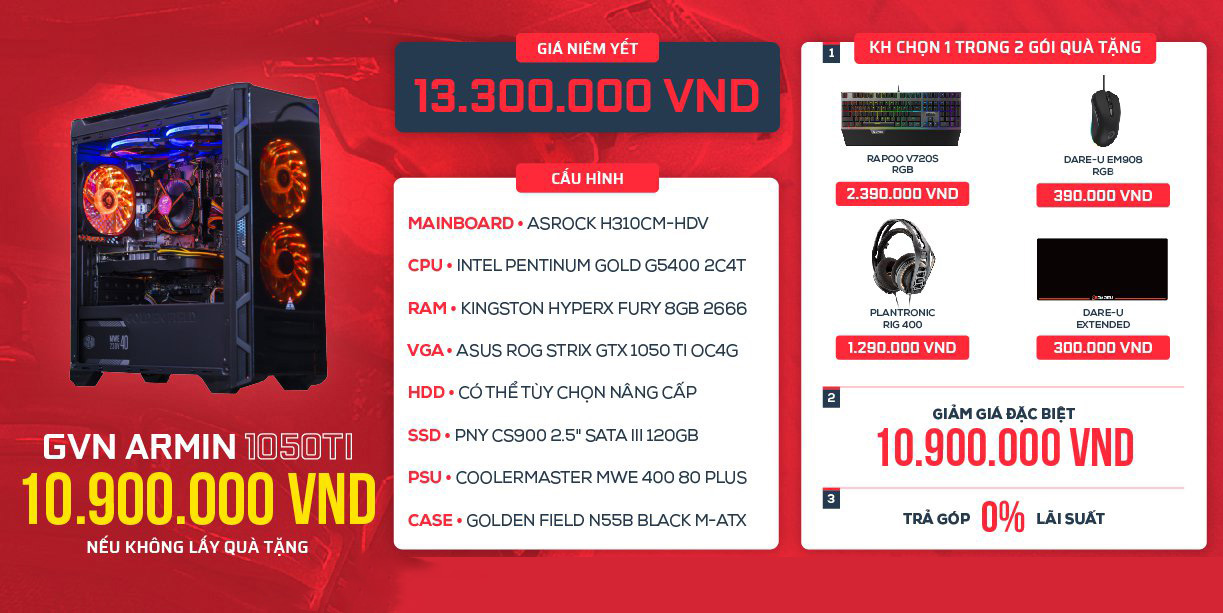 GVN ARMIN 1050TI
10.900.000 VND
NẾU KHÔNG LẤY QUÀ TẶNG
GIÁ NIÊM YẾT
13.300.000 VND
CẤU HÌNH
MAINBOARD • ASROCK H310CM-HDV
CPU • INTEL PENTINUM GOLD G5400 2C4T
RAM • KINGSTON HYPERX FURY 8GB 2666
VGA • ASUS ROG STRIX GTX 1050 TI OC4G
HDD • CÓ THỂ TÙY CHỌN NÂNG CẤP
SSD • PNY CS900 2.5" SATA III 120GB
PSU • COOLERMASTER MWE 400 80 PLUS
CASE • GOLDEN FIELD N55B BLACK M-ATX
1
KH CHỌN 1 TRONG 2 GÓI QUÀ TẶNG
RAPOO V720S
RGB
2.390.000 VND
DARE-U EM908
RGB
390.000 VND
PLANTRONIC
RIG 400
1.290.000 VND
DARE-U
EXTENDED
300.000 VND
2
GIẢM GIÁ ĐẶC BIỆT
10.900.000 VND
3
TRẢ GÓP 0% LÃI SUẤT